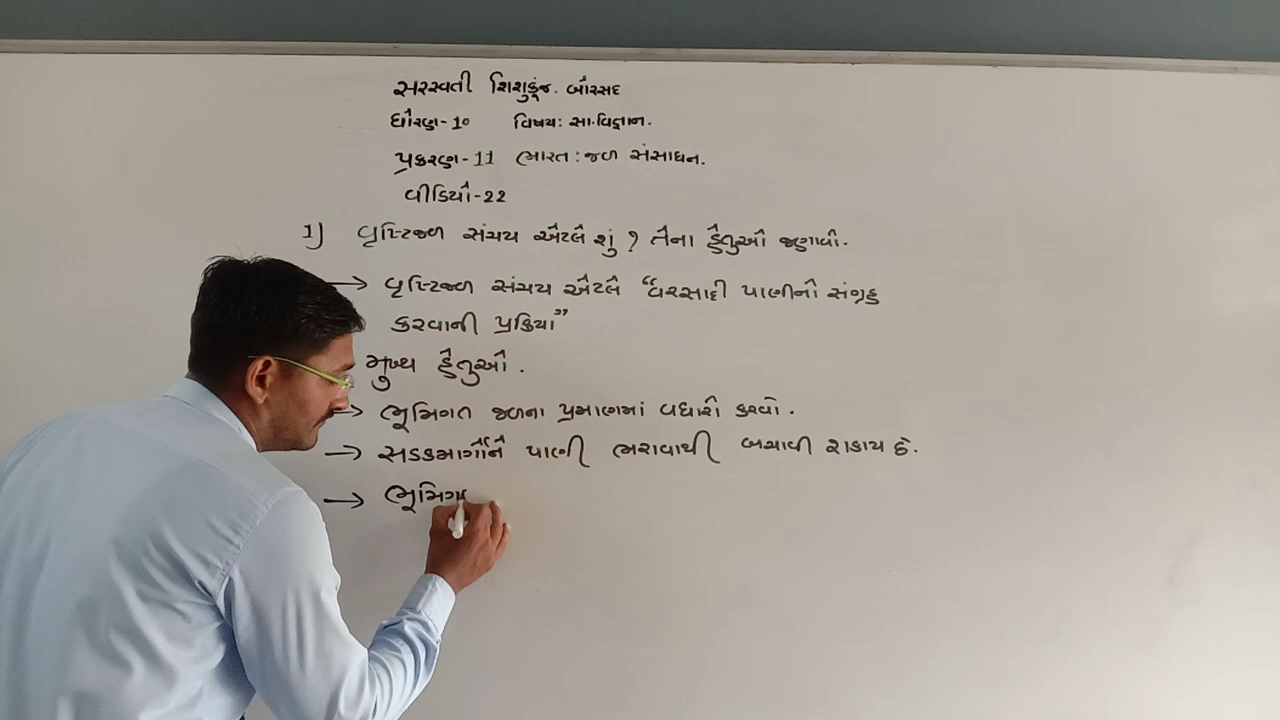 સરસ્વતી શિશુકુંજ. બોરસદ
ધોરણ-10 વિષય: સા.વિજ્ઞાન.
પ્રકરણ-11 ભારત: જળ સંસાધન.
વીડિયો-22
1) વૃષ્ટિજળ સંચય એટલે શું? તેના હેતુઓ જણાવો.
→ વૃષ્ટિજળ સંચય એટલે "વરસાદી પાણીનો સંગ્રહ
કરવાની પ્રક્રિયા"
મુખ્ય હેતુઓ.
→ ભૂમિગત જળના પ્રમાણમાં વધારો કરવો.
→ સડકમાર્ગોને પાણી ભરાવાથી બચાવી શકાય છે.
→ ભૂમિગ